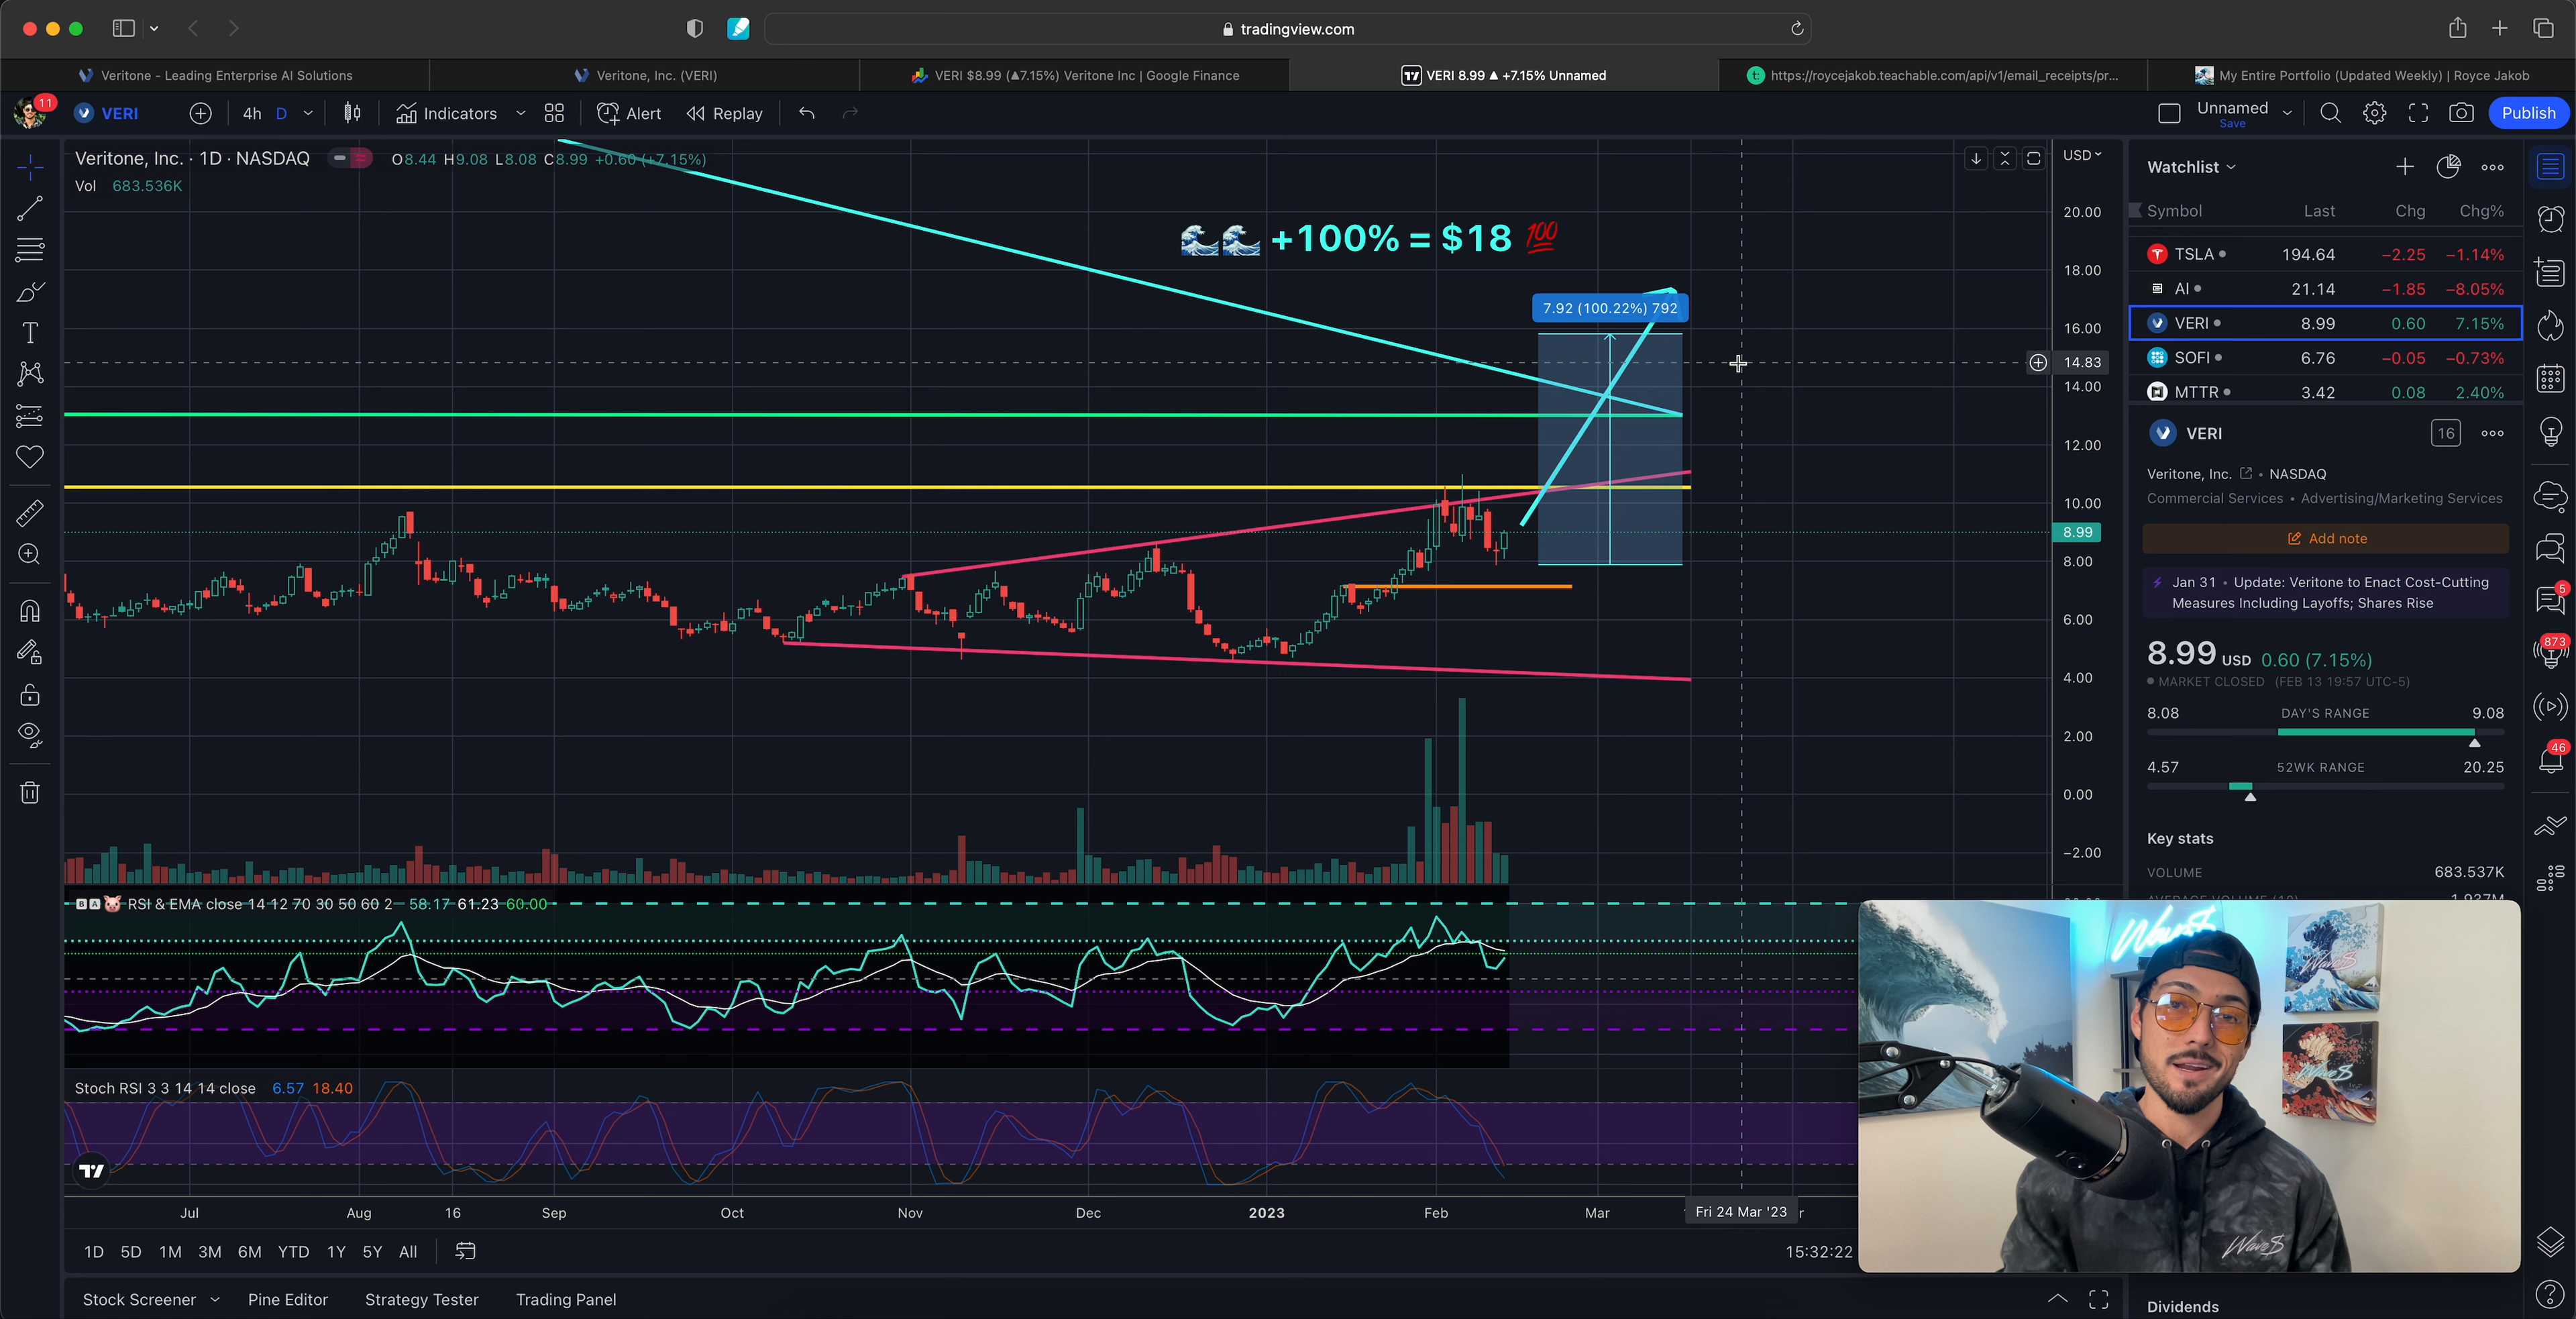 tradingview.com
Veritone - Leading Enterprise AI Solutions
Veritone, Inc. (VERI)
VERI $8.99 (▲7.15%) Veritone Inc | Google Finance
VERI 8.99 ▲ +7.15% Unnamed
https://roycejakob.teachable.com/api/v1/email_receipts/pr...
My Entire Portfolio (Updated Weekly) | Royce Jakob
11
VERI
4h
D
Indicators
Alert
Replay
Unnamed
Save
Publish
Veritone, Inc. · 1D · NASDAQ
O8.44 H9.08 L8.08 C8.99 +0.60 (+7.15%)
Vol 683.536K
🌊🌊 +100% = $18 💯
7.92 (100.22%) 792
USD
20.00
18.00
16.00
14.83
14.00
12.00
10.00
8.99
8.00
6.00
4.00
2.00
0.00
−2.00
RSI & EMA close 14 12 70 30 50 60 2 58.17 61.23 60.00
Stoch RSI 3 3 14 14 close 6.57 18.40
Jul
Aug
16
Sep
Oct
Nov
Dec
2023
Feb
Mar
Fri 24 Mar '23
1D 5D 1M 3M 6M YTD 1Y 5Y All
15:32:22
Stock Screener
Pine Editor
Strategy Tester
Trading Panel
Watchlist
Symbol Last Chg Chg%
TSLA 194.64 −2.25 −1.14%
AI 21.14 −1.85 −8.05%
VERI 8.99 0.60 7.15%
SOFI 6.76 −0.05 −0.73%
MTTR 3.42 0.08 2.40%
VERI
16
Veritone, Inc. • NASDAQ
Commercial Services • Advertising/Marketing Services
Add note
Jan 31 • Update: Veritone to Enact Cost-Cutting
Measures Including Layoffs; Shares Rise
8.99 USD 0.60 (7.15%)
MARKET CLOSED (FEB 13 19:57 UTC-5)
8.08 DAY'S RANGE 9.08
4.57 52WK RANGE 20.25
Key stats
VOLUME 683.537K
Dividends
5
873
46
Wave$
Wave$